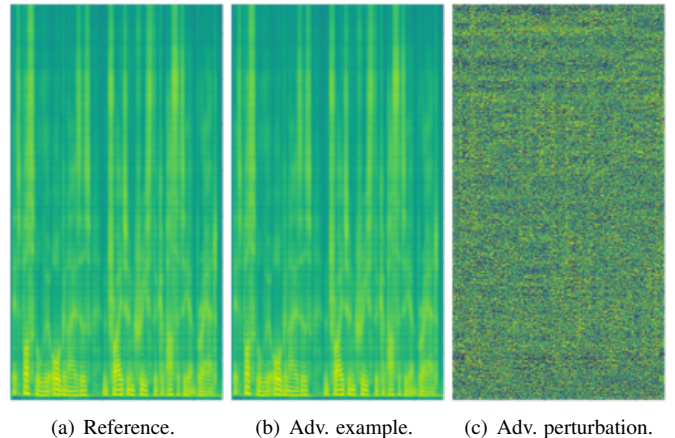 (a) Reference.
(b) Adv. example.
(c) Adv. perturbation.